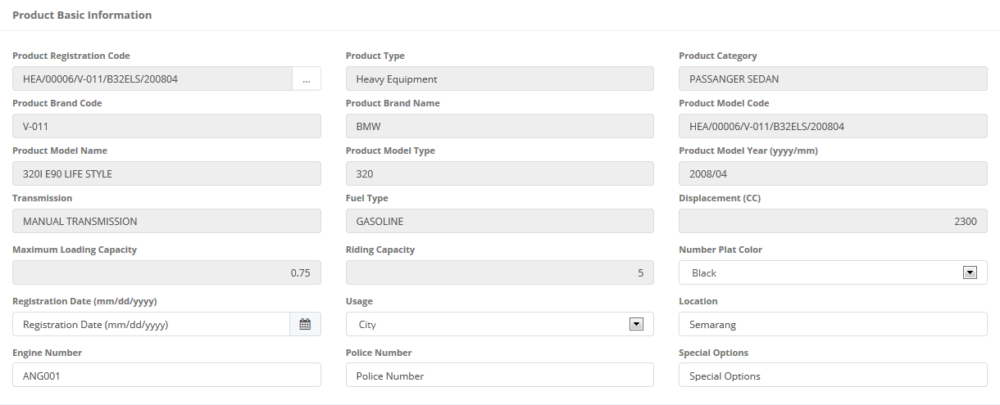 Product Basic Information
Product Registration Code
Product Type
Product Category
HEA/00006/V-011/B32ELS/200804
...
Heavy Equipment
PASSANGER SEDAN
Product Brand Code
Product Brand Name
Product Model Code
V-011
BMW
HEA/00006/V-011/B32ELS/200804
Product Model Name
Product Model Type
Product Model Year (yyyy/mm)
320I E90 LIFE STYLE
320
2008/04
Transmission
Fuel Type
Displacement (CC)
MANUAL TRANSMISSION
GASOLINE
2300
Maximum Loading Capacity
Riding Capacity
Number Plat Color
0.75
5
Black
Registration Date (mm/dd/yyyy)
Usage
Location
Registration Date (mm/dd/yyyy)
City
Semarang
Engine Number
Police Number
Special Options
ANG001
Police Number
Special Options